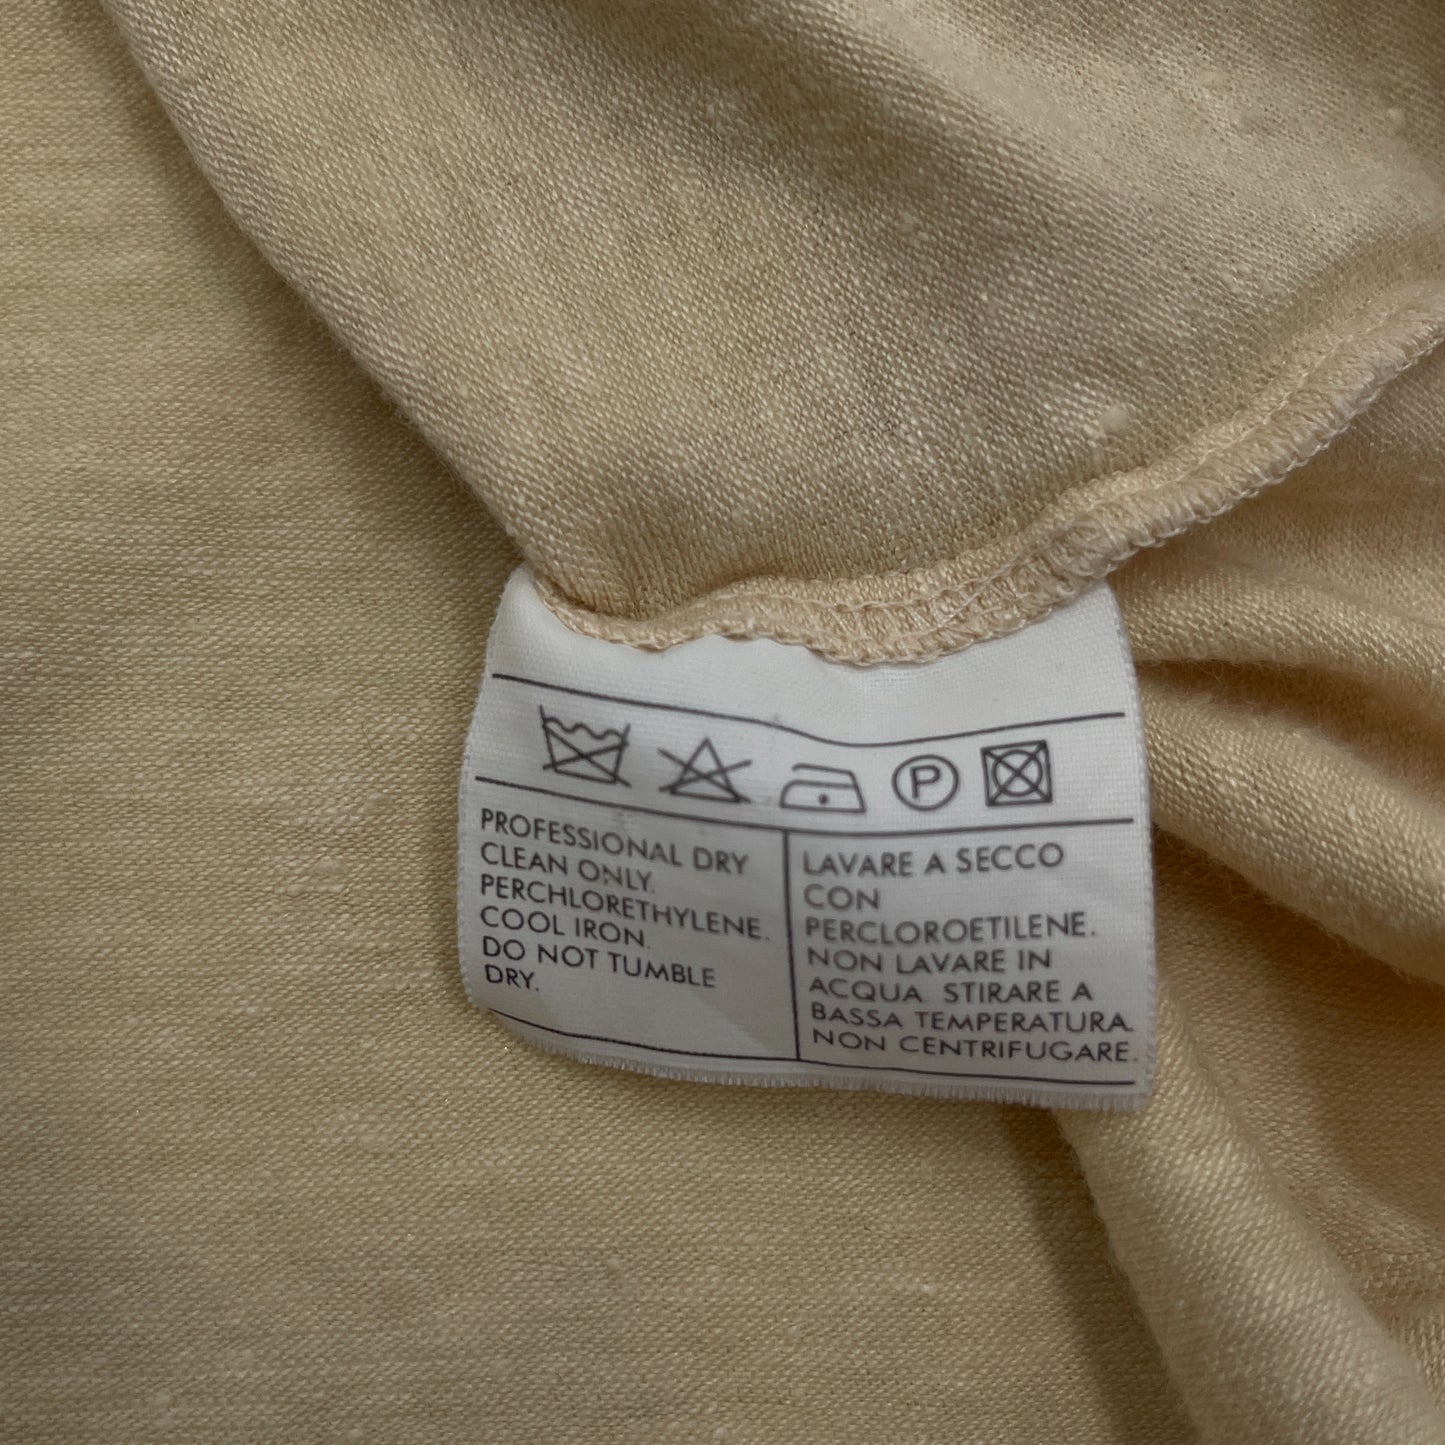 P
PROFESSIONAL DRY
CLEAN ONLY.
PERCHLORETHYLENE.
COOL IRON.
DO NOT TUMBLE
DRY.
LAVARE A SECCO
CON
PERCLOROETILENE.
NON LAVARE IN
ACQUA. STIRARE A
BASSA TEMPERATURA.
NON CENTRIFUGARE.